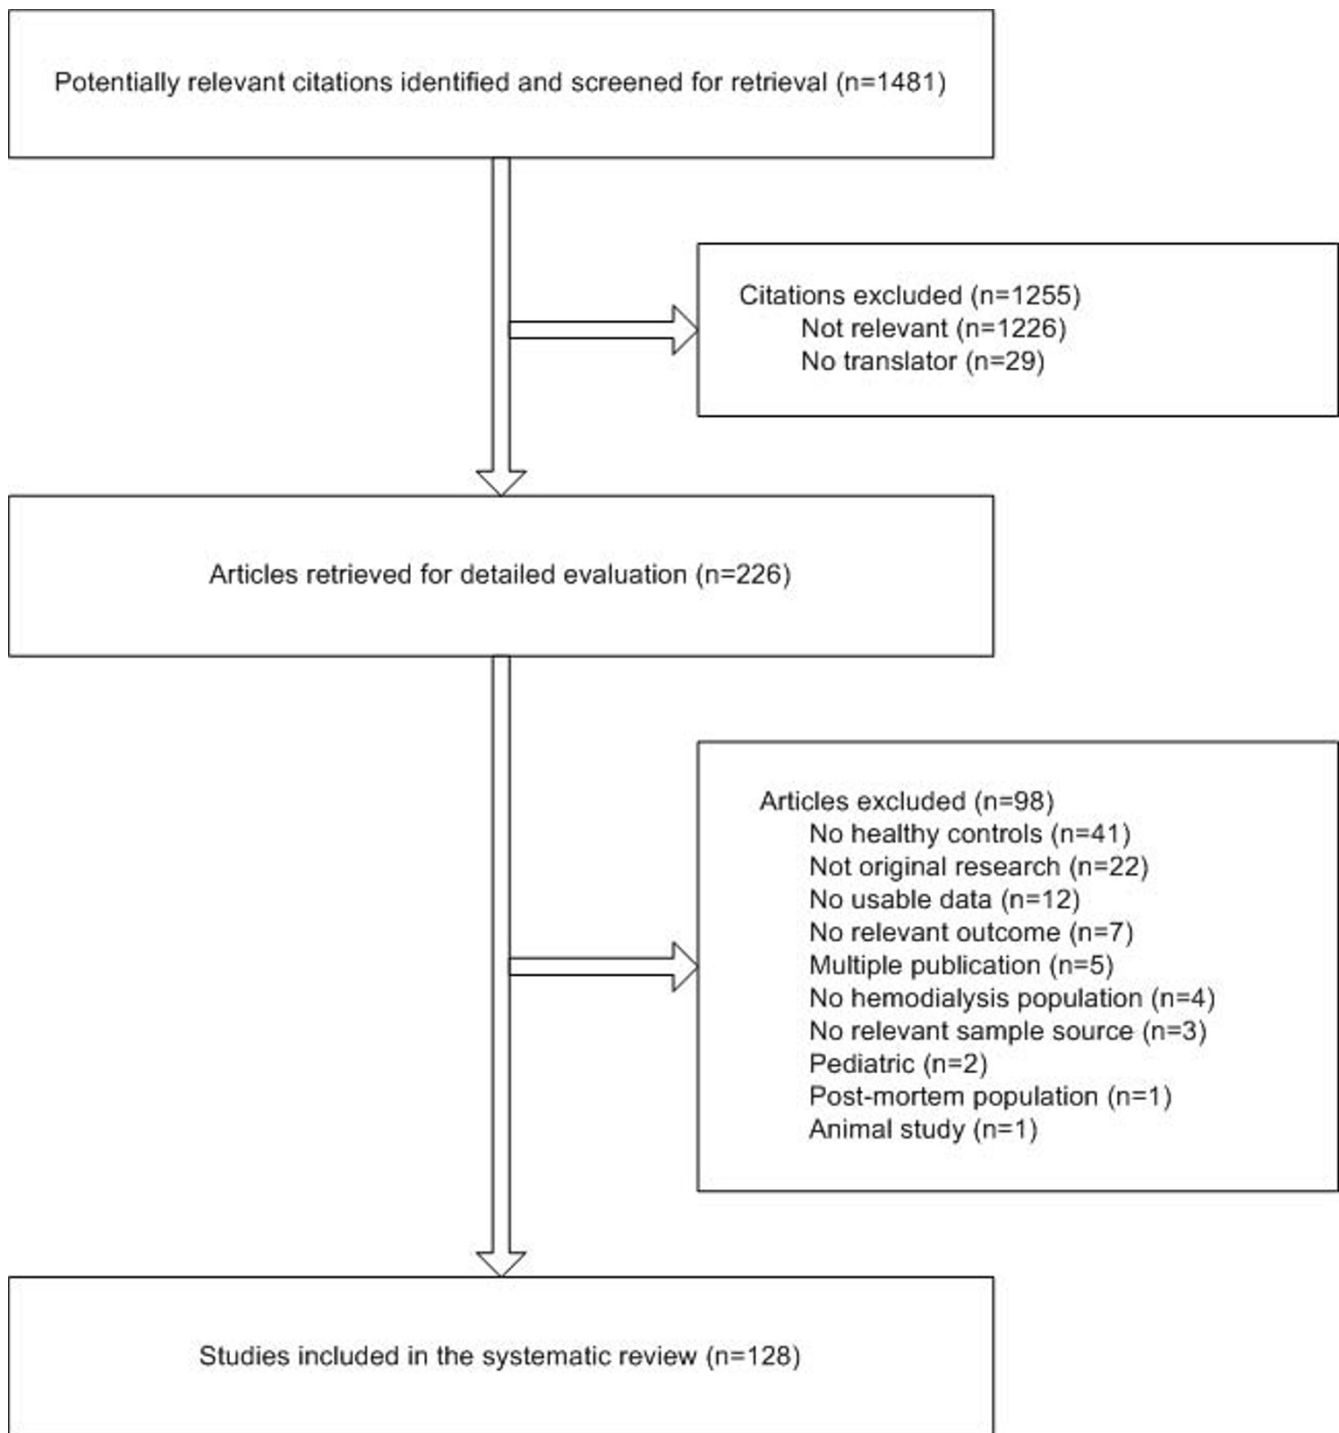 Potentially relevant citations identified and screened for retrieval (n=1481)
Citations excluded (n=1255)
Not relevant (n=1226)
No translator (n=29)
Articles retrieved for detailed evaluation (n=226)
Articles excluded (n=98)
No healthy controls (n=41)
Not original research (n=22)
No usable data (n=12)
No relevant outcome (n=7)
Multiple publication (n=5)
No hemodialysis population (n=4)
No relevant sample source (n=3)
Pediatric (n=2)
Post-mortem population (n=1)
Animal study (n=1)
Studies included in the systematic review (n=128)